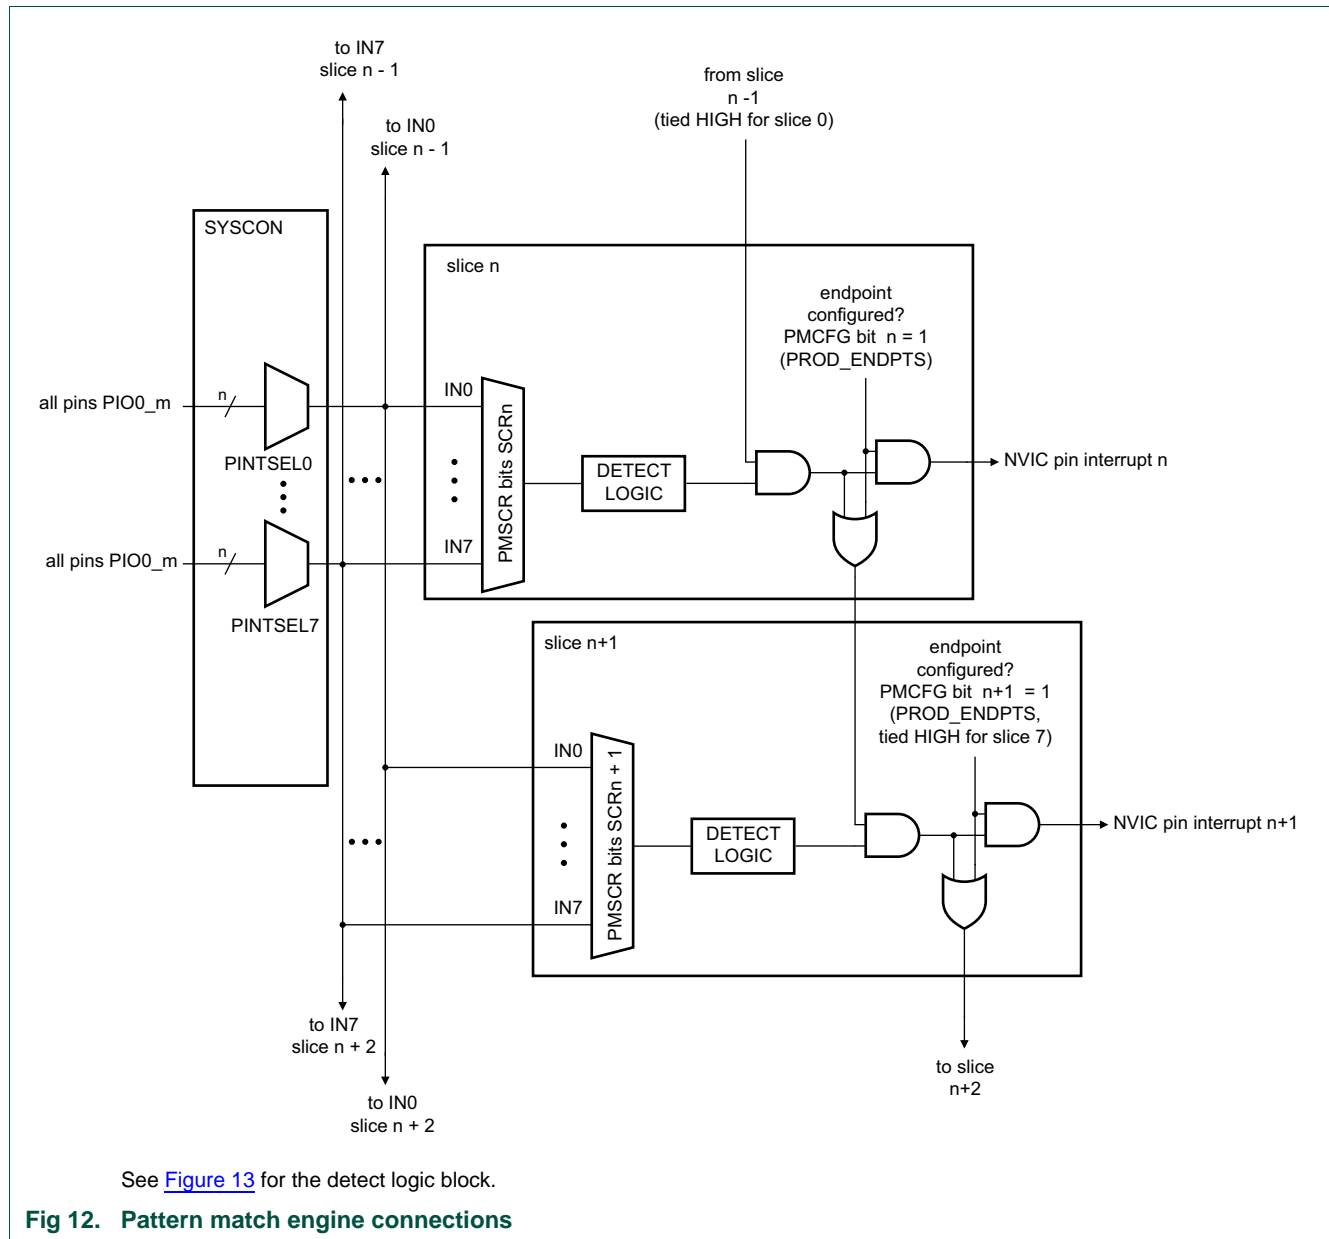 to IN7
slice n - 1
from slice
n -1
(tied HIGH for slice 0)
to IN0
slice n - 1
SYSCON
slice n
endpoint
configured?
PMCFG bit n = 1
(PROD_ENDPTS)
all pins PIO0_m
n
IN0
PINTSEL0
PMSCR bits SCRn
DETECT
LOGIC
NVIC pin interrupt n
all pins PIO0_m
n
IN7
PINTSEL7
slice n+1
endpoint
configured?
PMCFG bit n+1 = 1
(PROD_ENDPTS,
tied HIGH for slice 7)
IN0
PMSCR bits SCRn + 1
DETECT
LOGIC
NVIC pin interrupt n+1
IN7
to IN7
slice n + 2
to IN0
slice n + 2
to slice
n+2
See Figure 13 for the detect logic block.
Fig 12. Pattern match engine connections